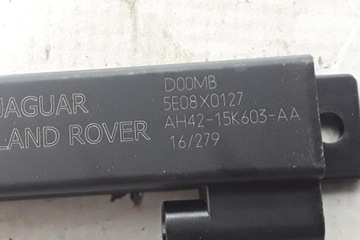 JAGUAR
LAND ROVER
D00MB
5E08X0127
AH42-15K603-AA
16/279